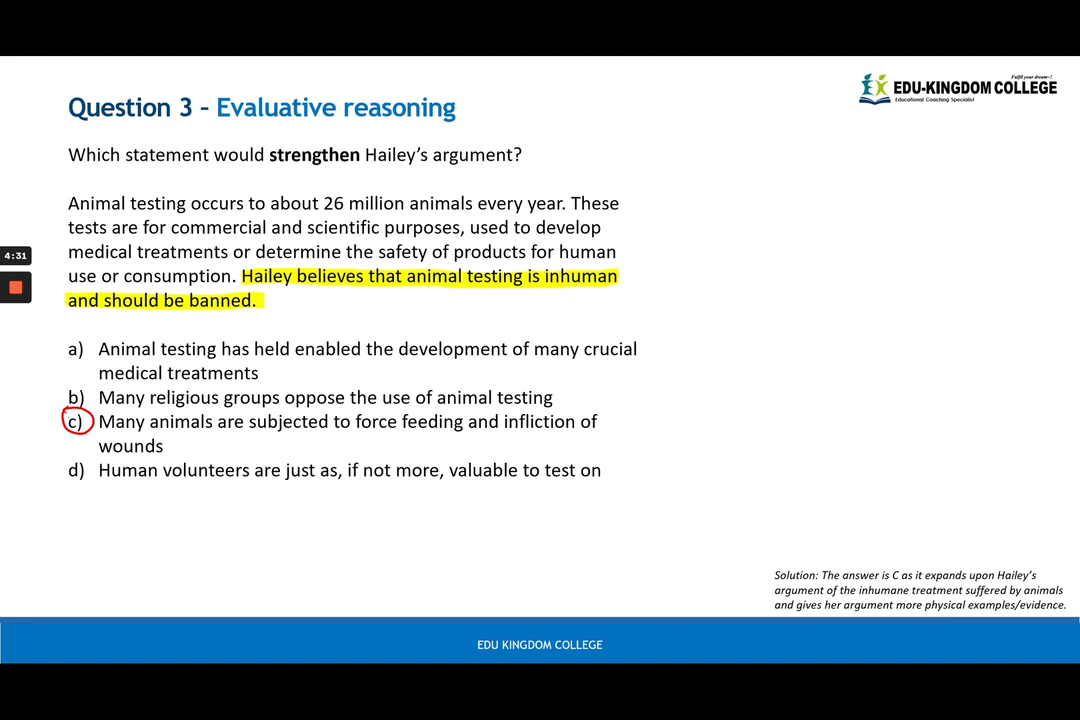 Fulfil your dream~!
EDU-KINGDOM COLLEGE
Educational Coaching Specialist
Question 3 – Evaluative reasoning
Which statement would strengthen Hailey’s argument?
Animal testing occurs to about 26 million animals every year. These
tests are for commercial and scientific purposes, used to develop
medical treatments or determine the safety of products for human
use or consumption. Hailey believes that animal testing is inhuman
and should be banned.
4:31
a) Animal testing has held enabled the development of many crucial
medical treatments
b) Many religious groups oppose the use of animal testing
c) Many animals are subjected to force feeding and infliction of
wounds
d) Human volunteers are just as, if not more, valuable to test on
Solution: The answer is C as it expands upon Hailey’s
argument of the inhumane treatment suffered by animals
and gives her argument more physical examples/evidence.
EDU KINGDOM COLLEGE